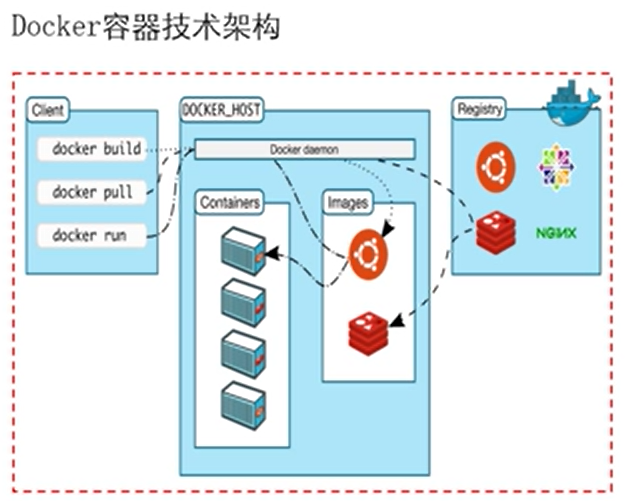 Docker容器技术架构
Client
DOCKER_HOST
Registry
docker build
Docker daemon
docker pull
docker run
Containers
Images
NGINX